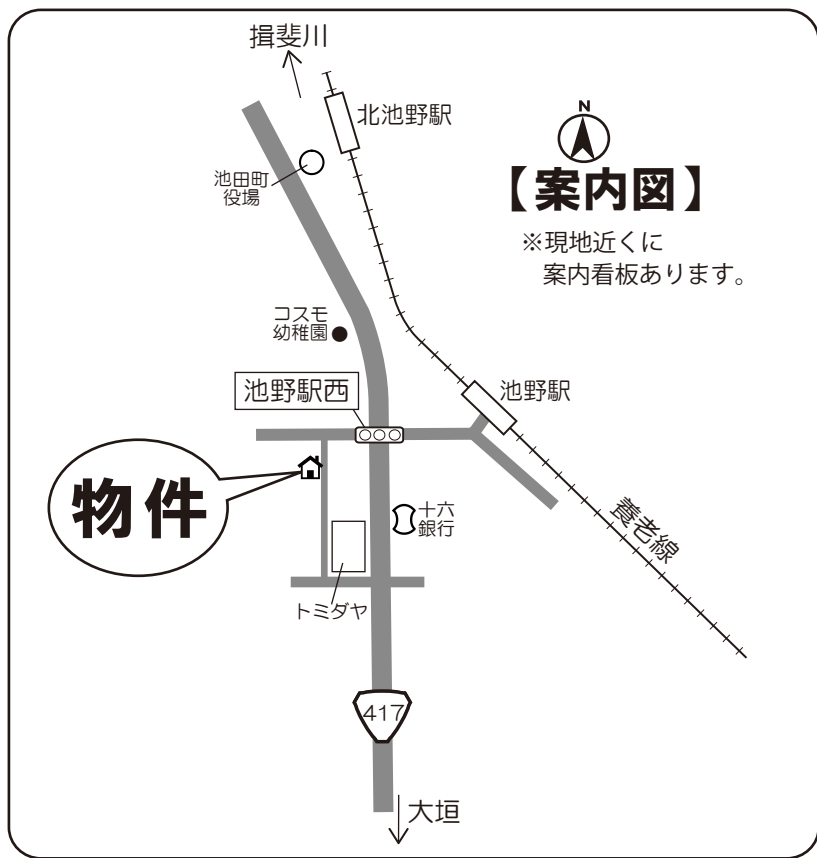 揖斐川
北池野駅
N
池田町
役場
【案内図】
※現地近くに
案内看板あります。
コスモ
幼稚園
池野駅西
池野駅
物件
十六
銀行
養老線
トミダヤ
417
大垣